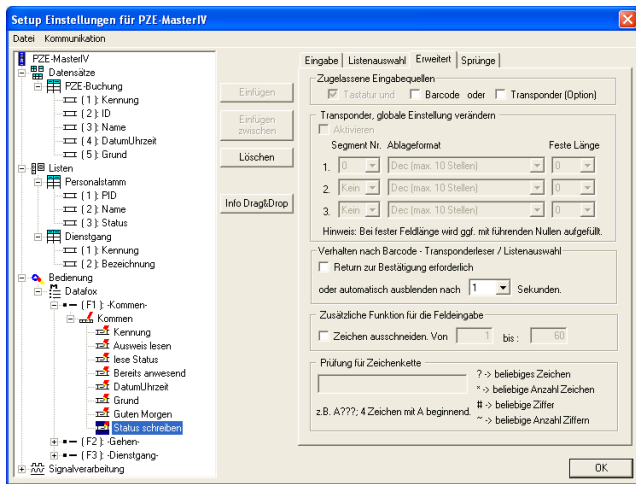 Setup Einstellungen für PZE-MasterIV
Datei Kommunikation
PZE-MasterIV
Datensätze
PZE-Buchung
( 1 ): Kennung
( 2 ): ID
( 3 ): Name
( 4 ): DatumUhrzeit
( 5 ): Grund
Listen
Personalstamm
( 1 ): PID
( 2 ): Name
( 3 ): Status
Dienstgang
( 1 ): Kennung
( 2 ): Bezeichnung
Bedienung
Datafox
( F1 ): -Kommen-
Kommen
Kennung
Ausweis lesen
lese Status
Bereits anwesend
DatumUhrzeit
Grund
Guten Morgen
Status schreiben
( F2 ): -Gehen-
( F3 ): -Dienstgang-
Signalverarbeitung
Einfügen
Einfügen
zwischen
Löschen
Info Drag&Drop
Eingabe Listenauswahl Erweitert Sprünge
Zugelassene Eingabequellen
Tastatur und Barcode oder Transponder (Option)
Transponder, globale Einstellung verändern
Aktivieren
Segment Nr. Ablageformat Feste Länge
1. 0 Dec (max. 10 Stellen) 0
2. Kein Dec (max. 10 Stellen) 0
3. Kein Dec (max. 10 Stellen) 0
Hinweis: Bei fester Feldlänge wird ggf. mit führenden Nullen aufgefüllt.
Verhalten nach Barcode - Transponderleser / Listenauswahl
Return zur Bestätigung erforderlich
oder automatisch ausblenden nach 1 Sekunden.
Zusätzliche Funktion für die Feldeingabe
Zeichen ausschneiden. Von 1 bis : 60
Prüfung für Zeichenkette
? -> beliebiges Zeichen
* -> beliebige Anzahl Zeichen
# -> beliebige Ziffer
~ -> beliebige Anzahl Ziffern
z.B. A???; 4 Zeichen mit A beginnend.
OK